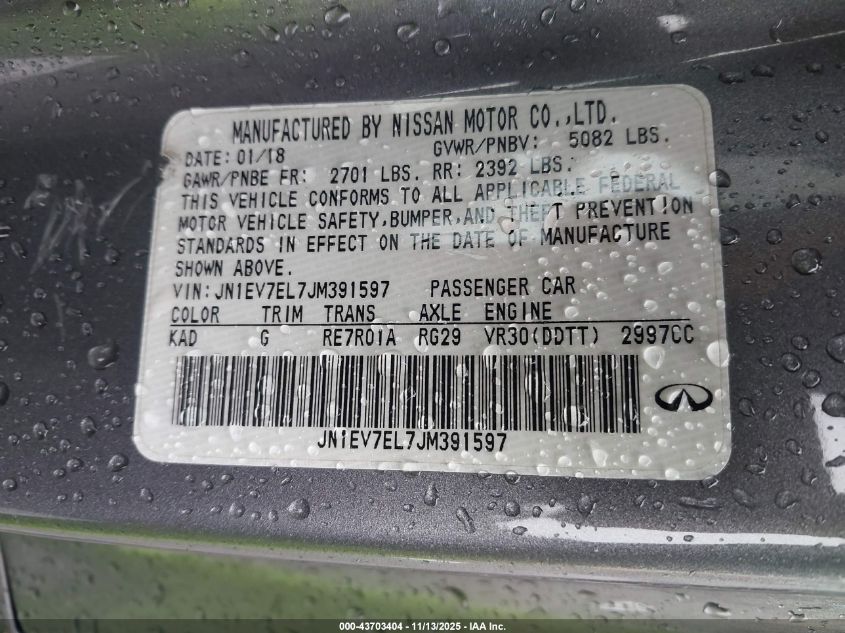 MANUFACTURED BY NISSAN MOTOR CO.,LTD.
DATE: 01/18 GVWR/PNBV: 5082 LBS.
GAWR/PNBE FR: 2701 LBS. RR: 2392 LBS.
THIS VEHICLE CONFORMS TO ALL APPLICABLE FEDERAL
MOTOR VEHICLE SAFETY,BUMPER,AND THEFT PREVENTION
STANDARDS IN EFFECT ON THE DATE OF MANUFACTURE
SHOWN ABOVE.
VIN:JN1EV7EL7JM391597 PASSENGER CAR
COLOR TRIM TRANS AXLE ENGINE
KAD G RE7R01A RG29 VR30(DDTT) 2997CC
JN1EV7EL7JM391597
000-43703404 - 11/13/2025 - IAA Inc.